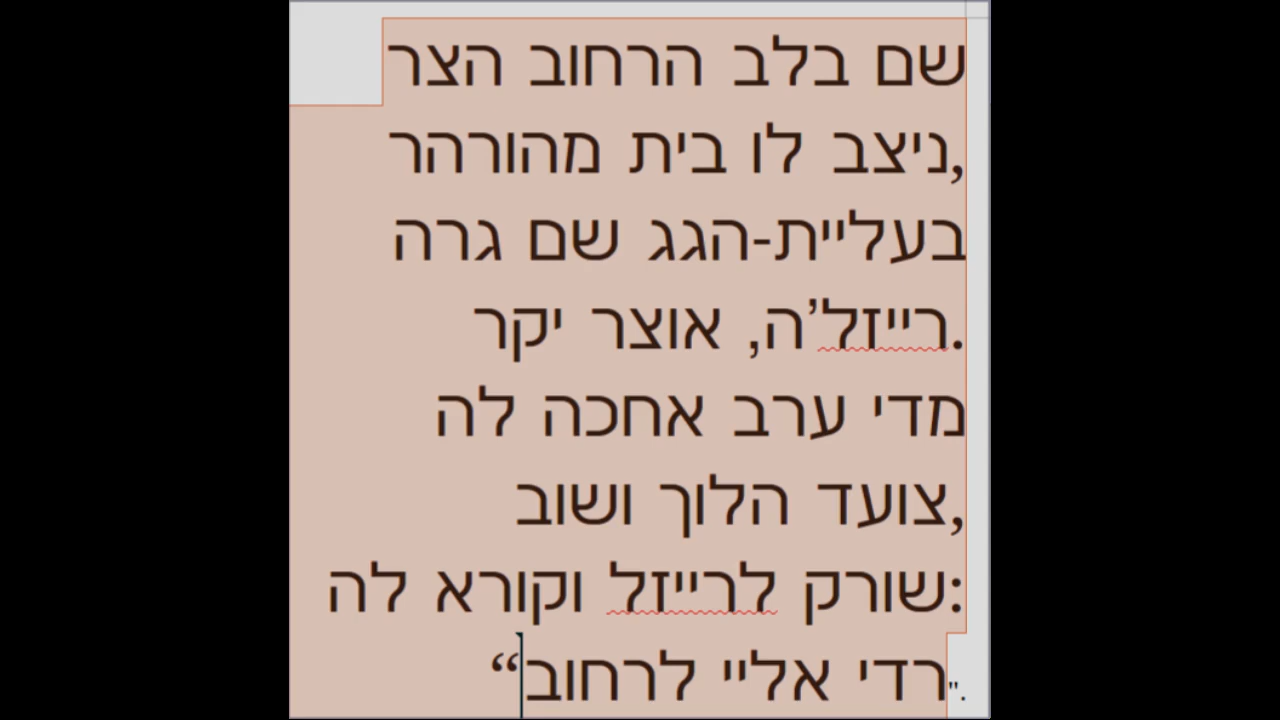 שם בלב הרחוב הצר
ניצב לו בית מהורהר,
בעליית-הגג שם גרה
רייזל’ה, אוצר יקר.
מדי ערב אחכה לה
צועד הלוך ושוב,
שורק לרייזל וקורא לה:
“רדי אליי לרחוב".